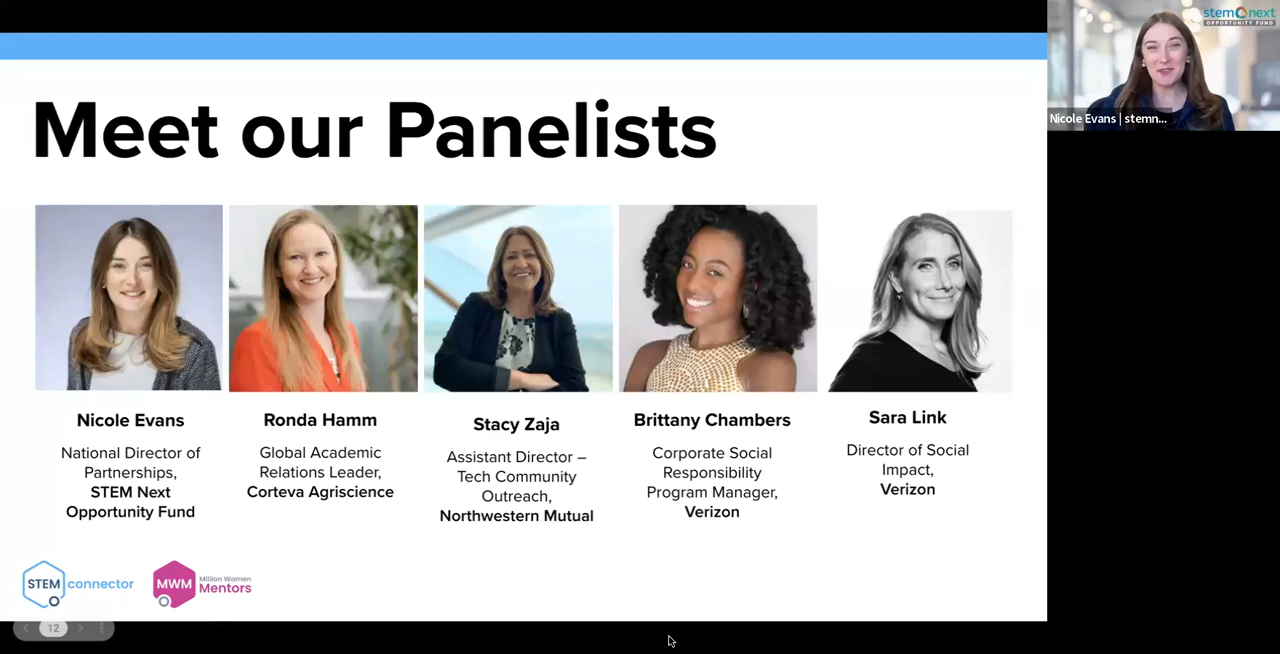 stem next
OPPORTUNITY FUND
Nicole Evans | stemn...
Meet our Panelists
Nicole Evans
National Director of
Partnerships,
STEM Next
Opportunity Fund
Ronda Hamm
Global Academic
Relations Leader,
Corteva Agriscience
Stacy Zaja
Assistant Director –
Tech Community
Outreach,
Northwestern Mutual
Brittany Chambers
Corporate Social
Responsibility
Program Manager,
Verizon
Sara Link
Director of Social
Impact,
Verizon
STEMconnector
MWM Million Women
Mentors
12